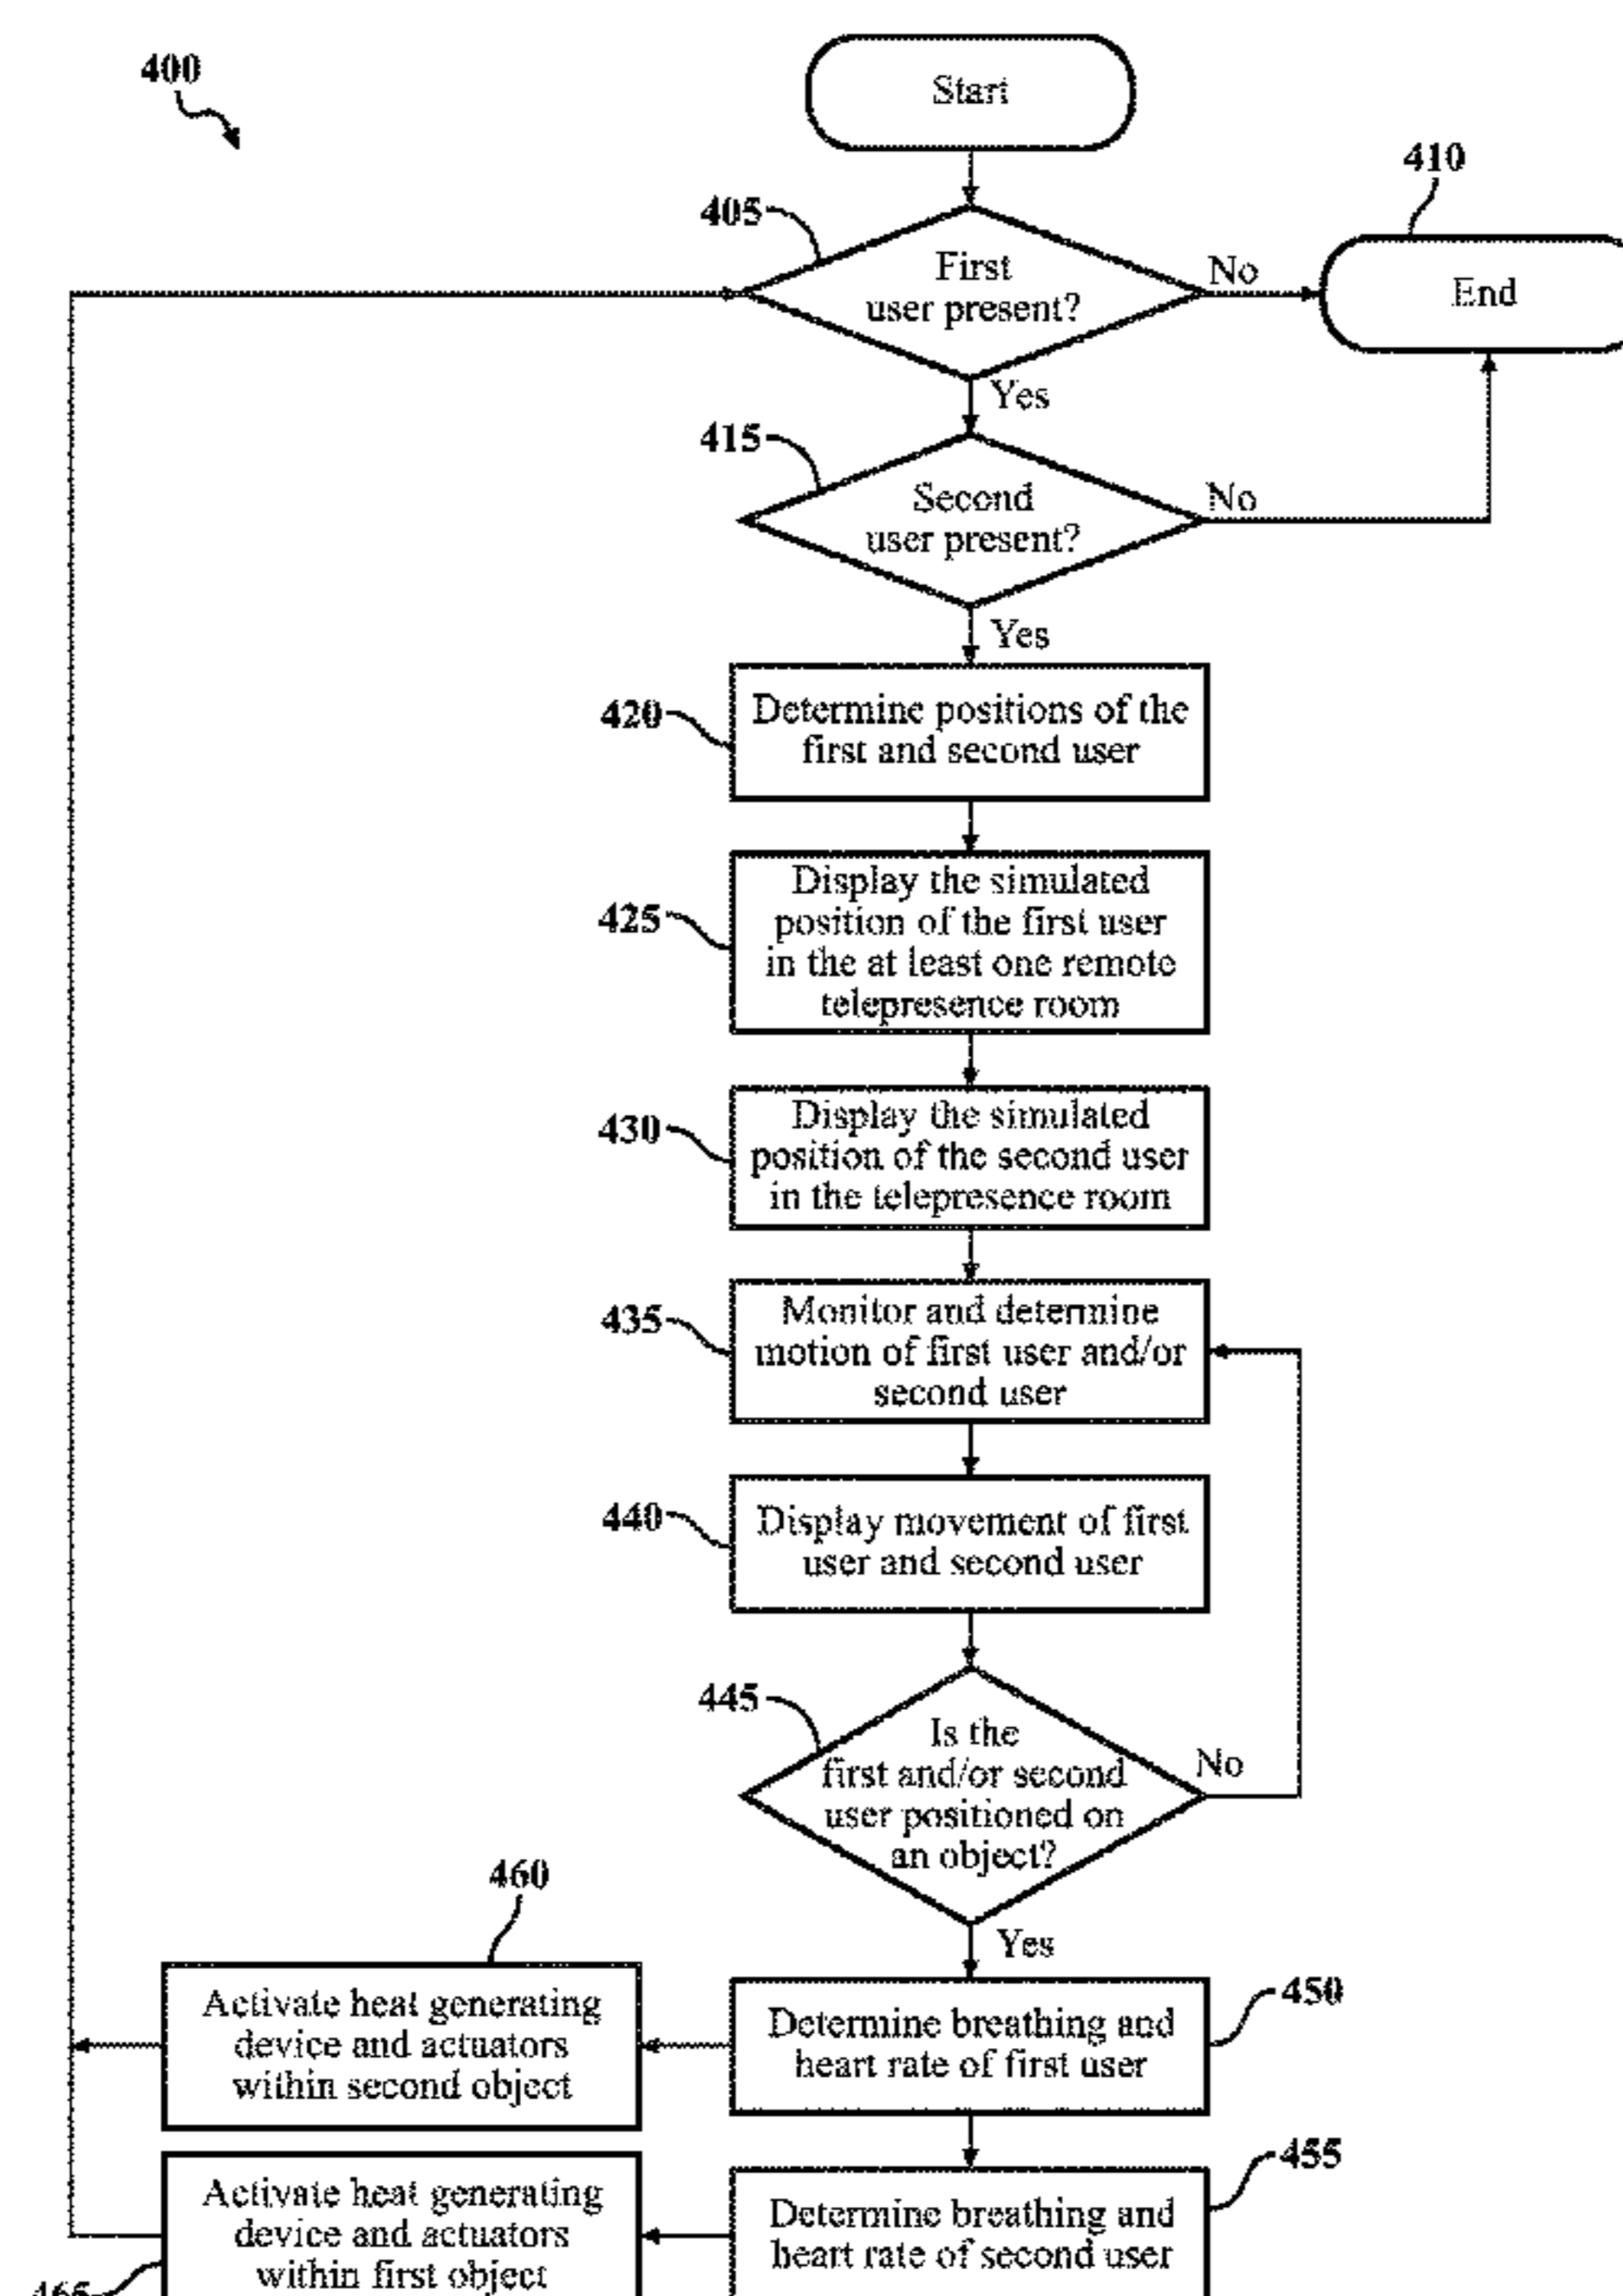 400
Start
410
405
First
user present?
No
End
Yes
415
Second
user present?
No
Yes
420
Determine positions of the
first and second user
425
Display the simulated
position of the first user
in the at least one remote
telepresence room
430
Display the simulated
position of the second user
in the telepresence room
435
Monitor and determine
motion of first user and/or
second user
440
Display movement of first
user and second user
445
Is the
first and/or second
user positioned on
an object?
No
Yes
460
Activate heat generating
device and actuators
within second object
Determine breathing and
heart rate of first user
450
455
Activate heat generating
device and actuators
within first object
Determine breathing and
heart rate of second user
465